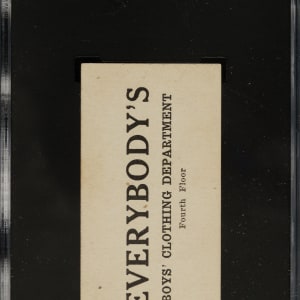 EVERYBODY'S
BOYS' CLOTHING DEPARTMENT
Fourth Floor